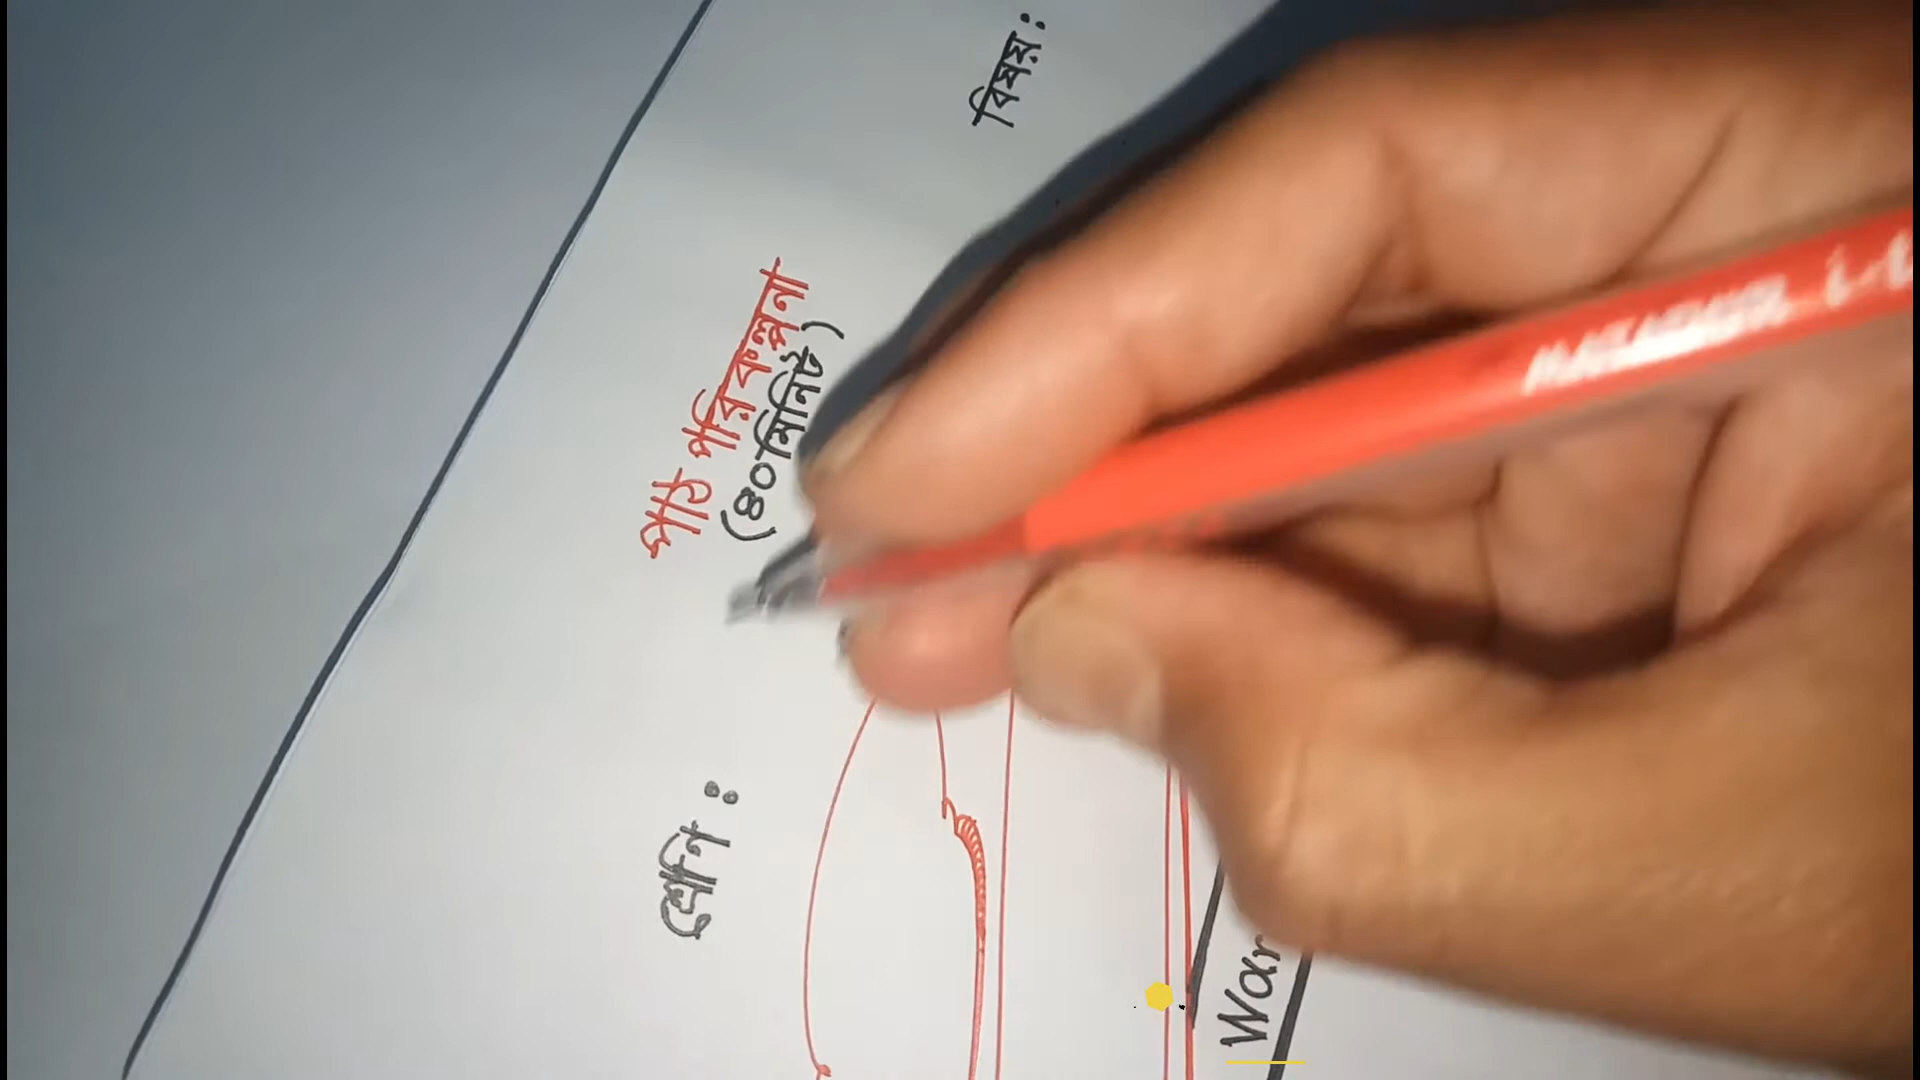 পাঠ পরিকল্পনা
(৪০মিনিট)
শ্রেণি :
বিষয় :
War